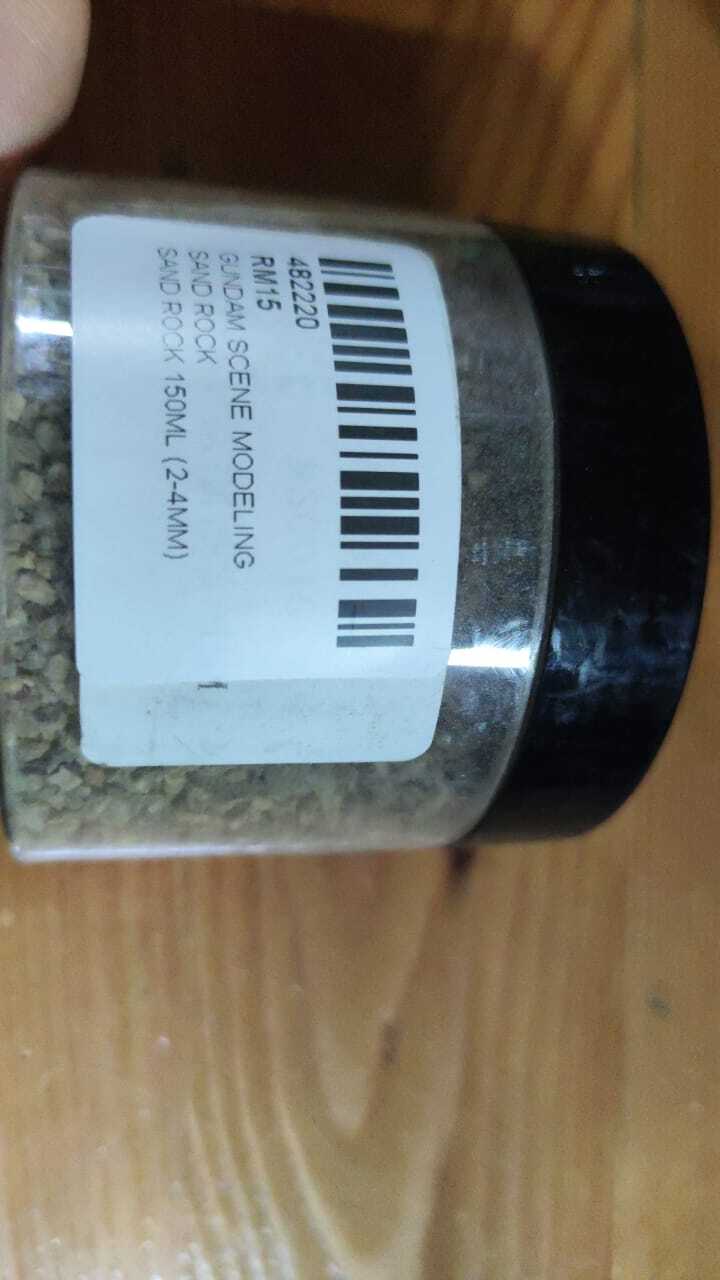 482220
RM15
GUNDAM SCENE MODELING
SAND ROCK
SAND ROCK 150ML (2-4MM)